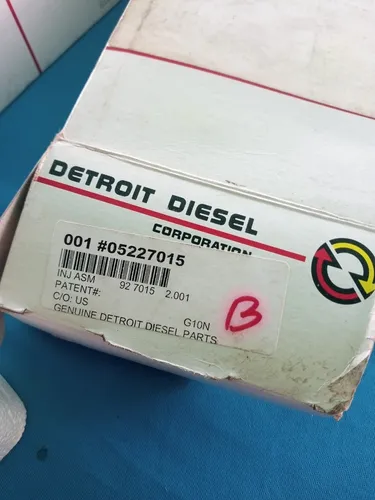 DETROIT DIESEL
CORPORATION
001 #05227015
INJ ASM 92 7015 2.001
PATENT#:
C/O: US G10N
GENUINE DETROIT DIESEL PARTS
B